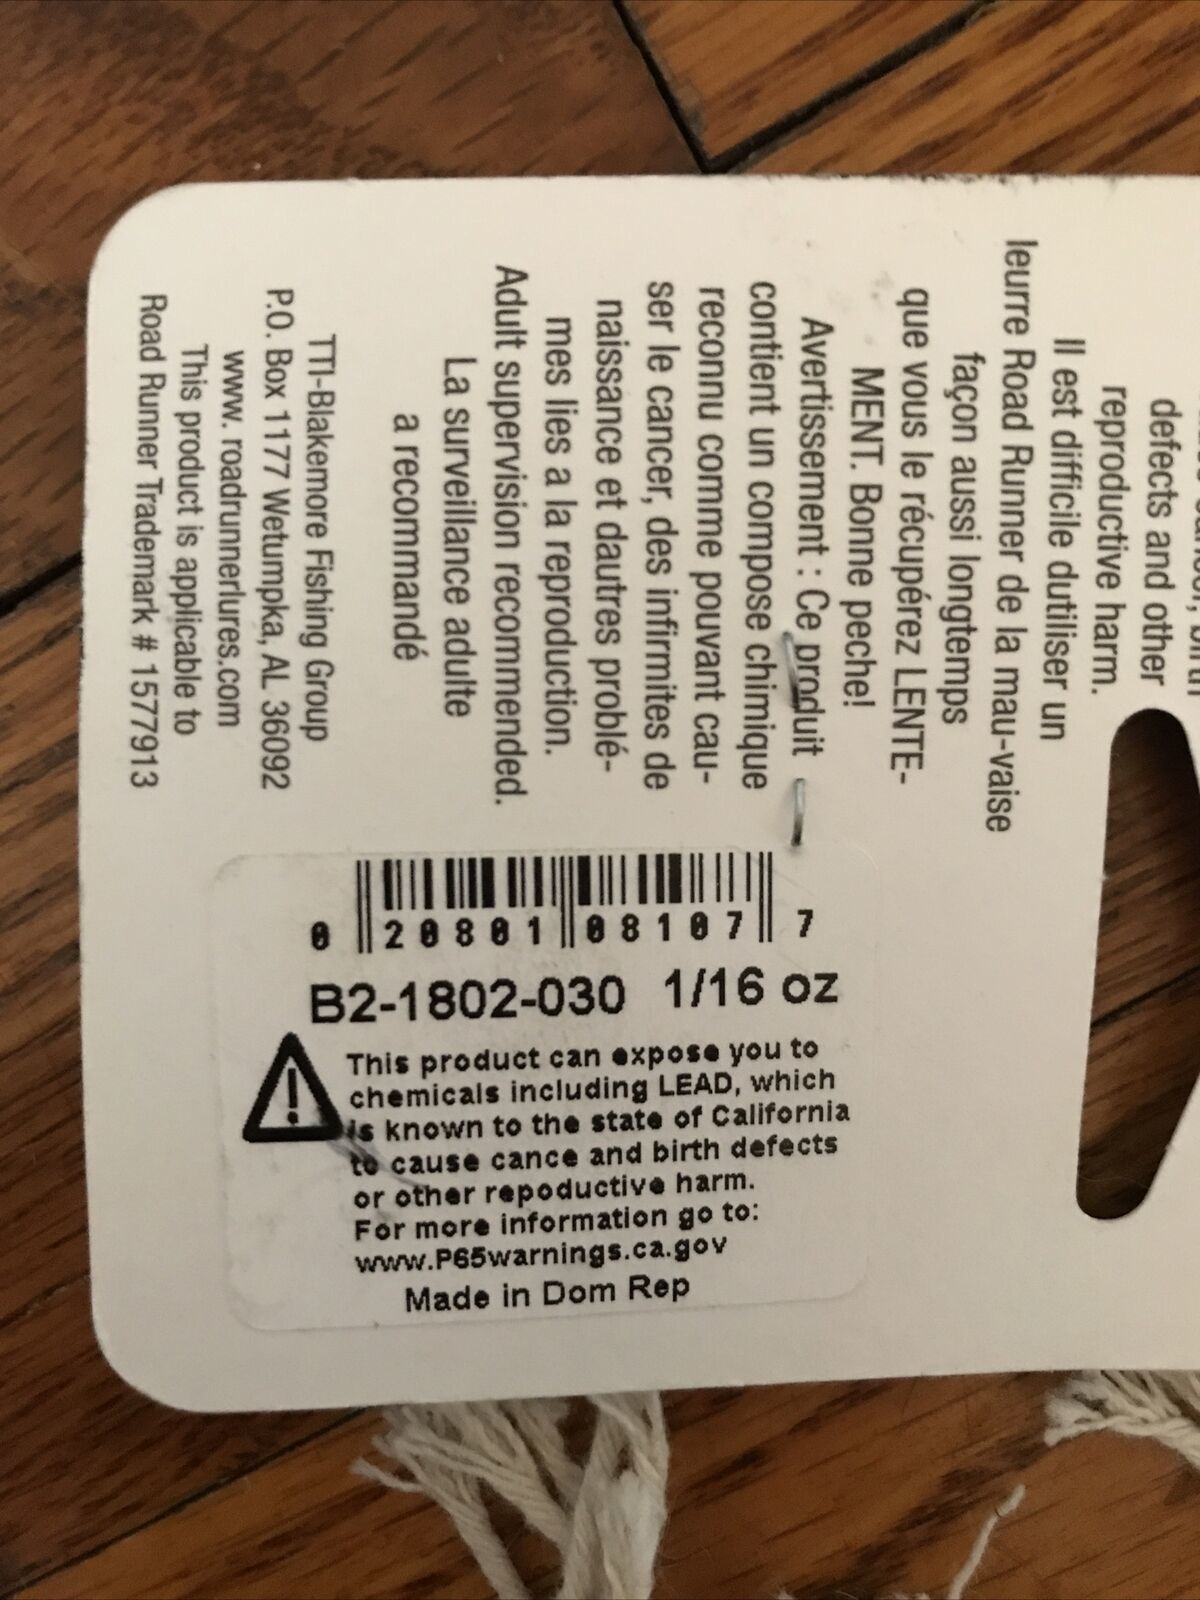 defects and other
reproductive harm.
Il est difficile dutiliser un
leurre Road Runner de la mau-vaise
façon aussi longtemps
que vous le récupérez LENTE-
MENT. Bonne peche!
Avertissement : Ce produit
contient un compose chimique
reconnu comme pouvant cau-
ser le cancer, des infirmites de
naissance et dautres problé-
mes lies a la reproduction.
Adult supervision recommended.
La surveillance adulte
a recommandé
TTI-Blakemore Fishing Group
P.O. Box 1177 Wetumpka, AL 36092
www. roadrunnerlures.com
This product is applicable to
Road Runner Trademark # 1577913
0 20801 08107 7
B2-1802-030 1/16 oz
This product can expose you to
chemicals including LEAD, which
is known to the state of California
to cause cance and birth defects
or other repoductive harm.
For more information go to:
www.P65warnings.ca.gov
Made in Dom Rep